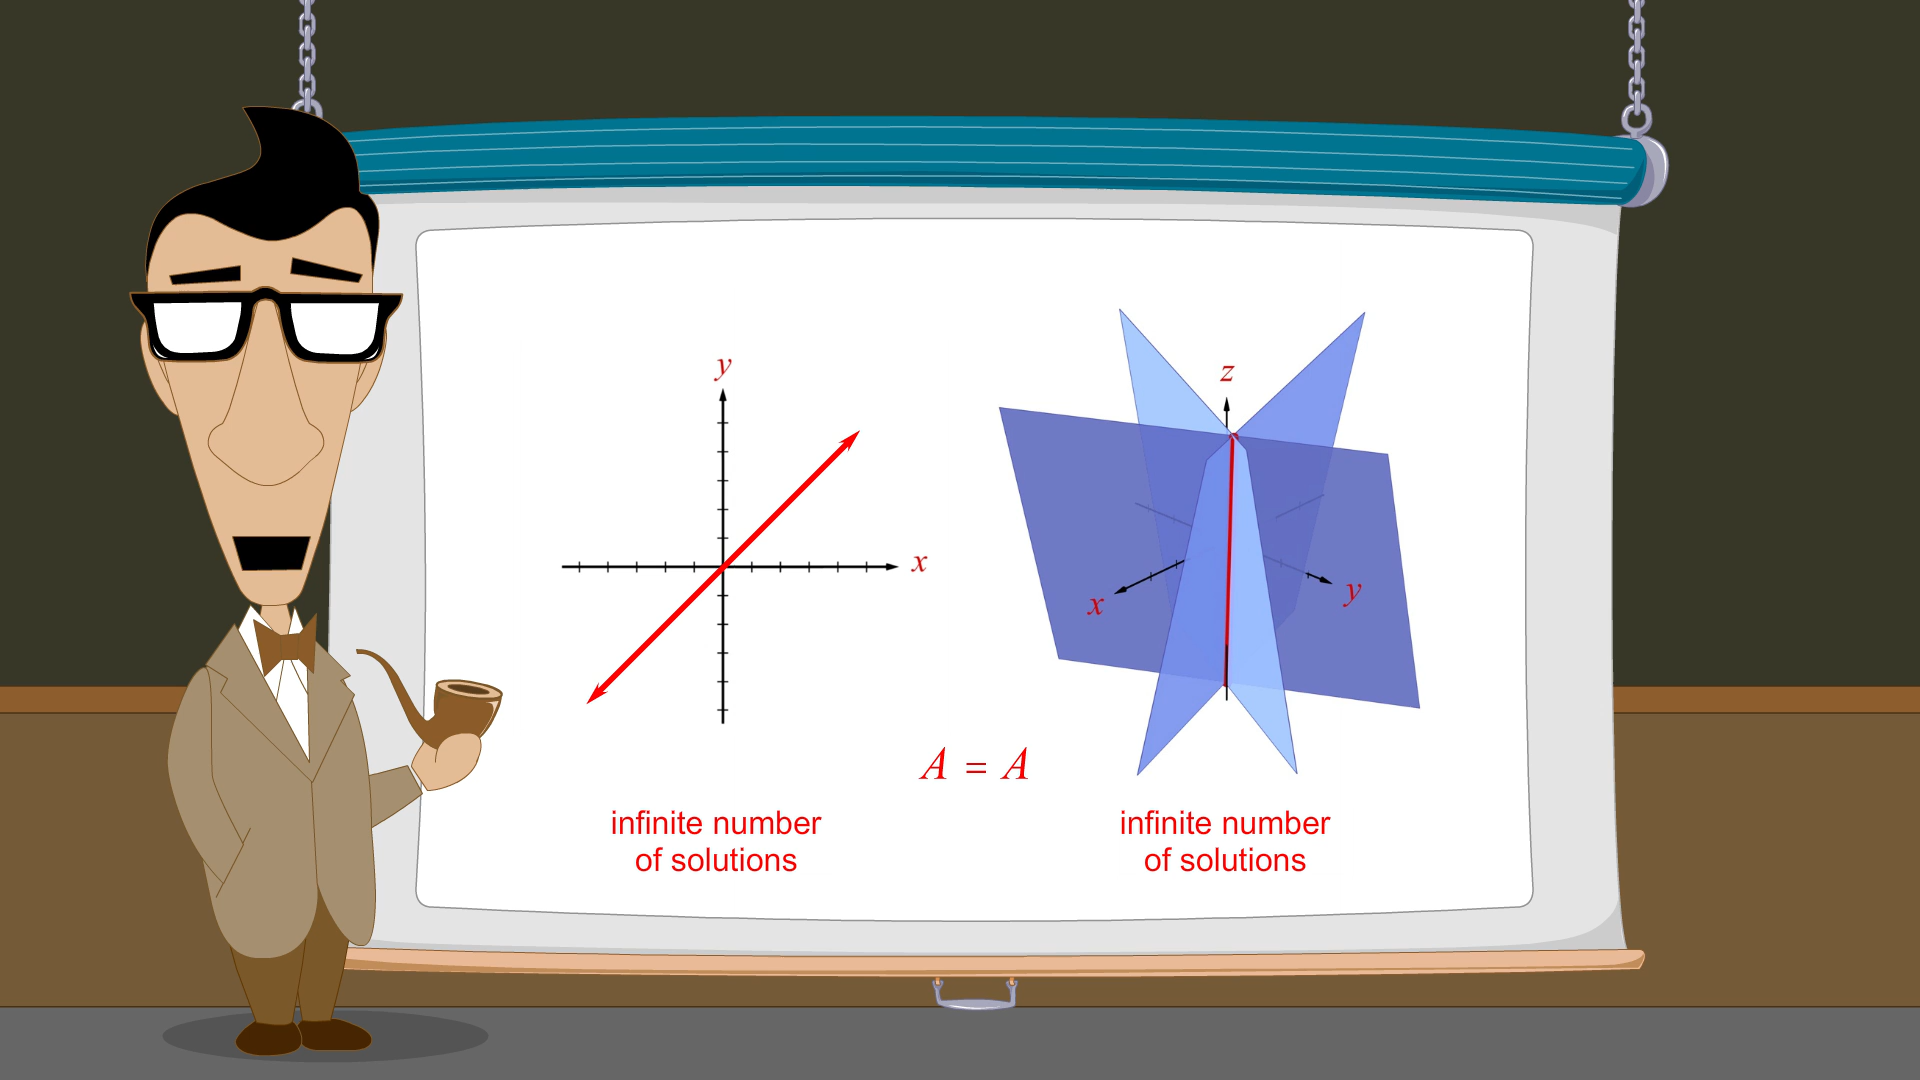 y
x
z
x
y
A = A
infinite number
of solutions
infinite number
of solutions